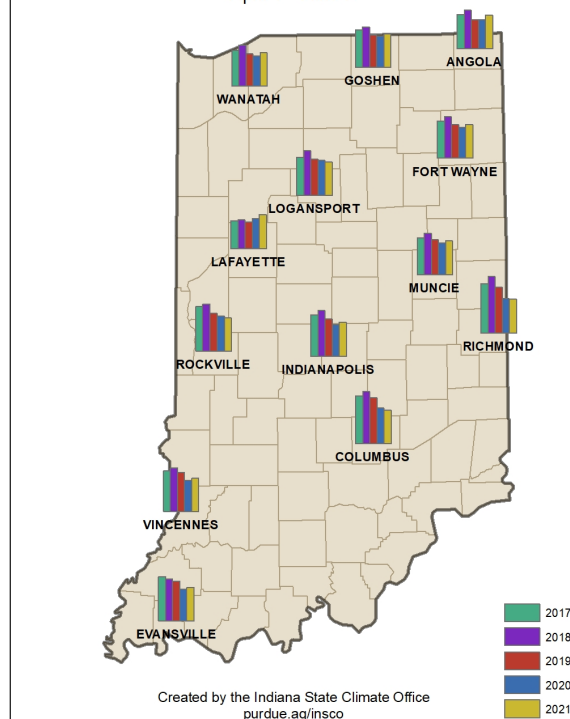 ANGOLA
GOSHEN
WANATAH
FORT WAYNE
LOGANSPORT
LAFAYETTE
MUNCIE
RICHMOND
ROCKVILLE
INDIANAPOLIS
COLUMBUS
VINCENNES
EVANSVILLE
2017
2018
2019
2020
2021
Created by the Indiana State Climate Office
purdue.ag/insco